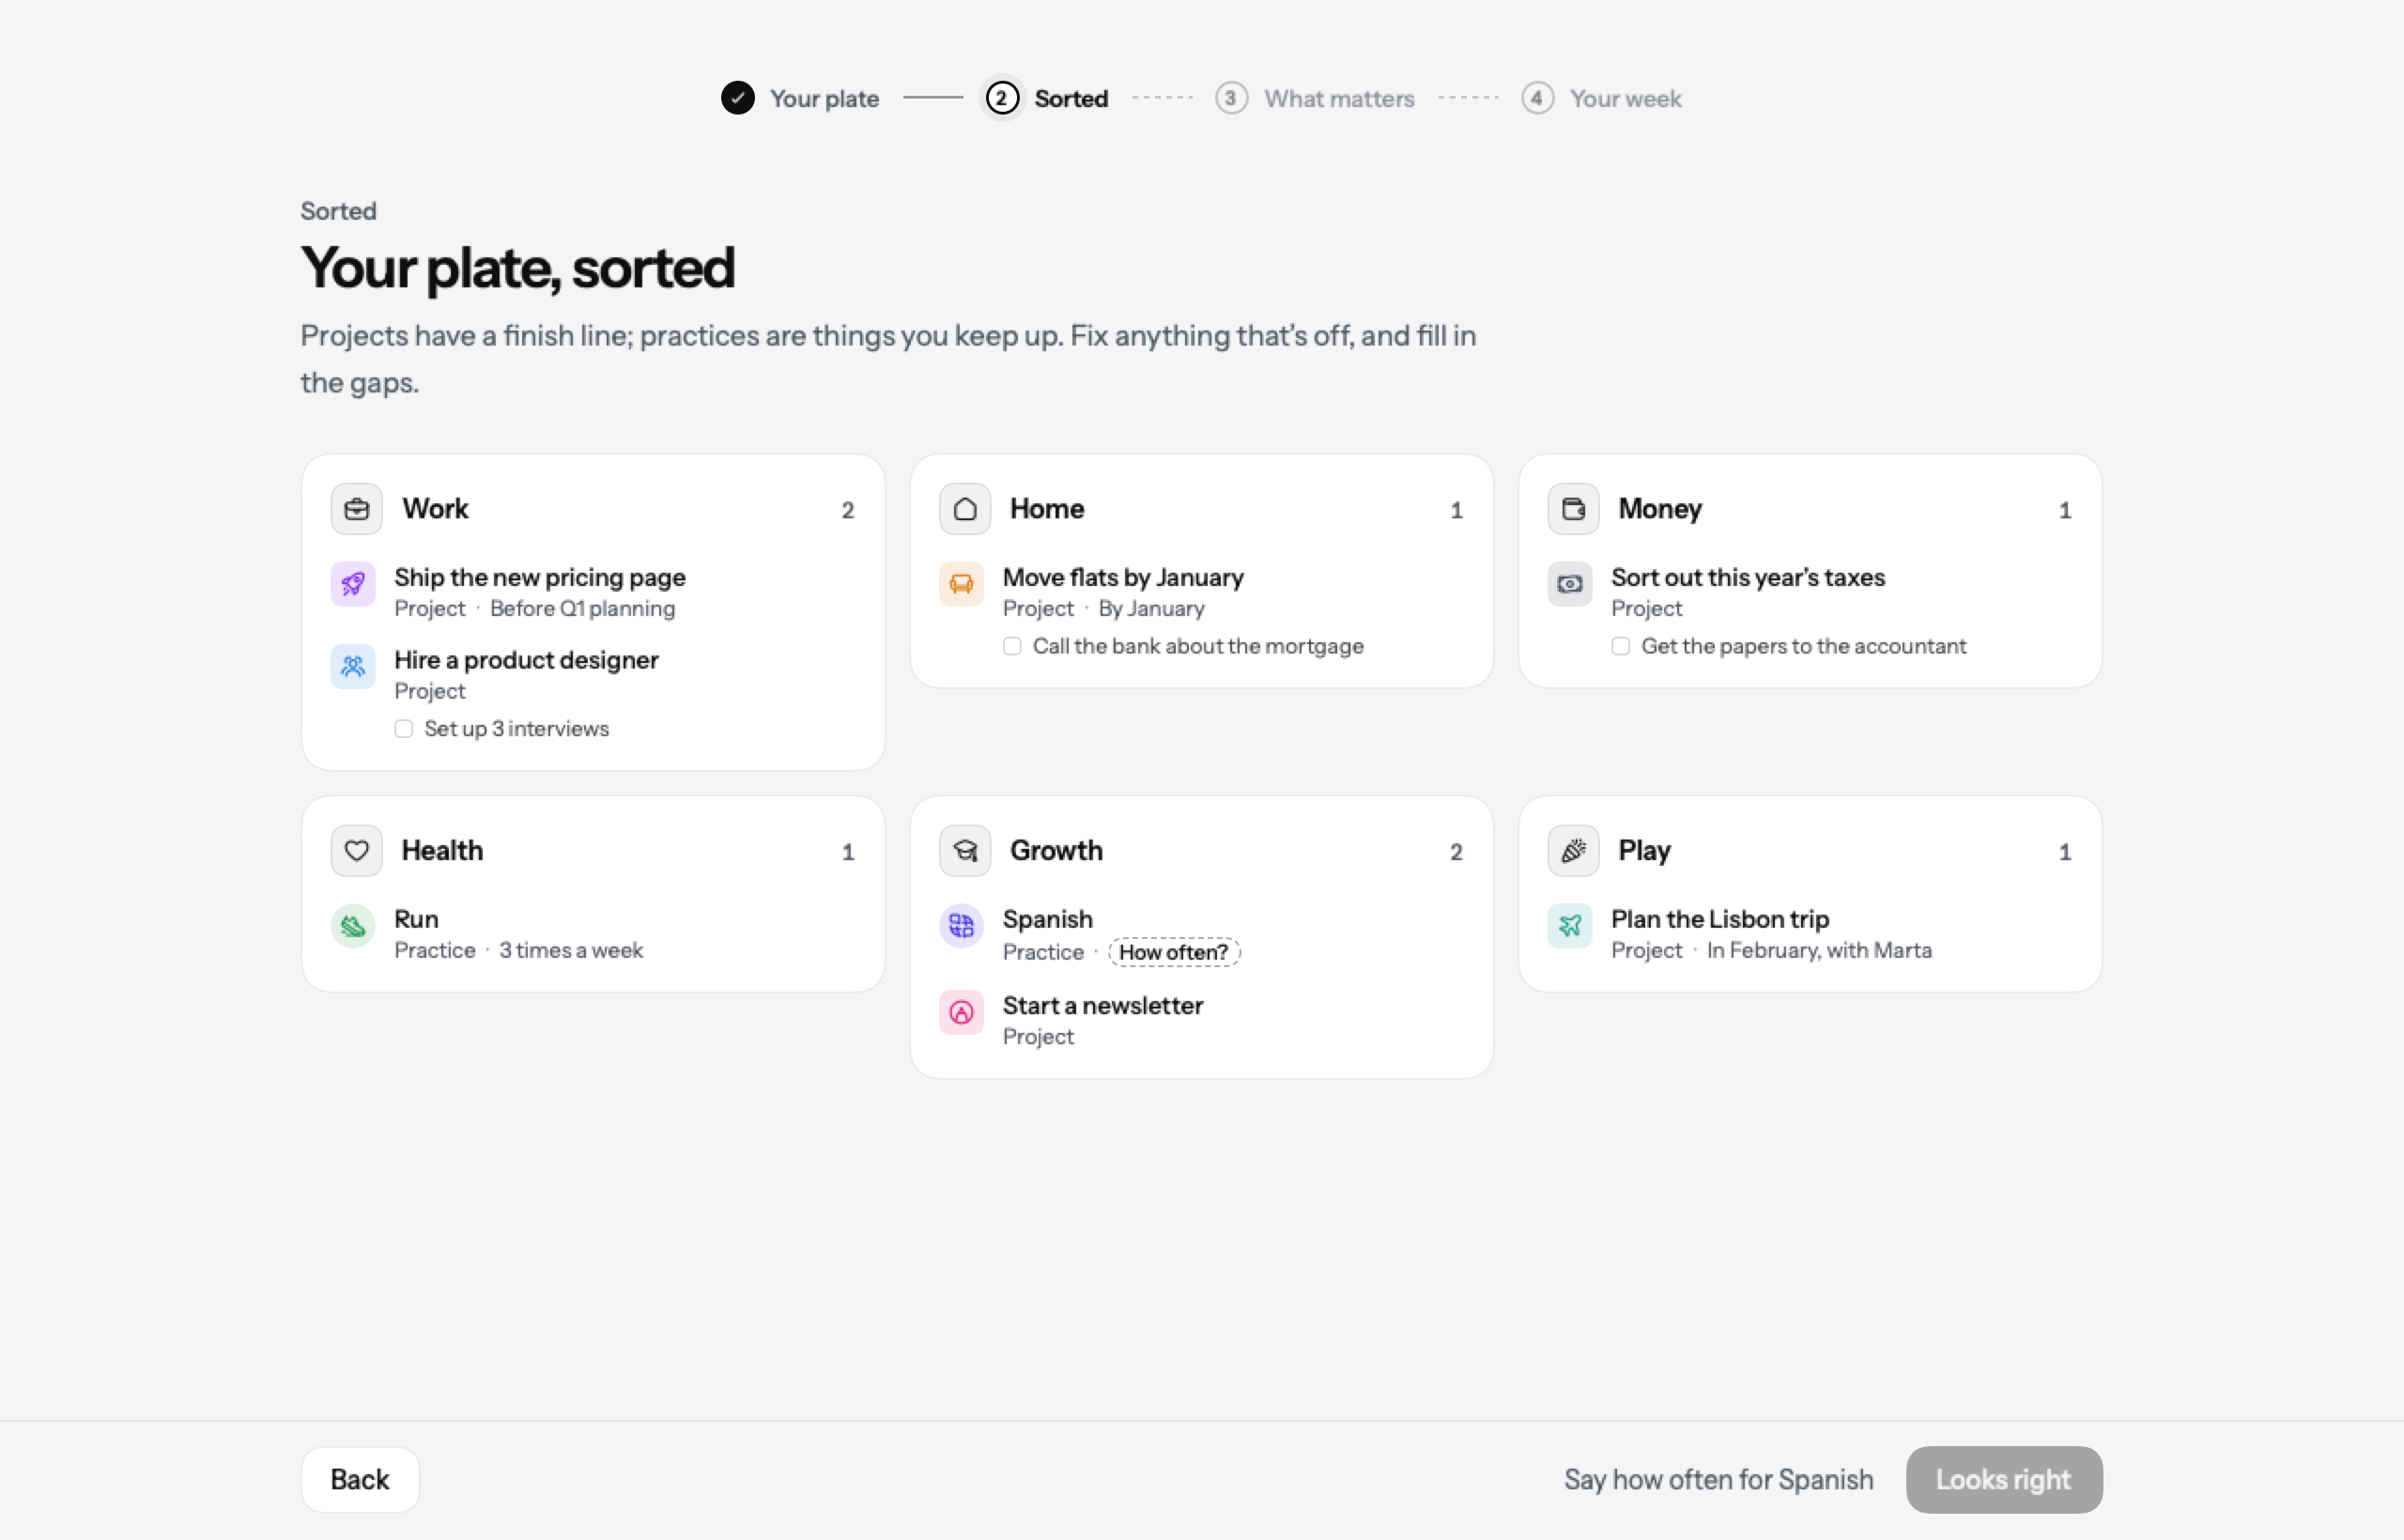 Your plate
2 Sorted
3 What matters
4 Your week
Sorted
Your plate, sorted
Projects have a finish line; practices are things you keep up. Fix anything that's off, and fill in
the gaps.
Work 2
Ship the new pricing page
Project · Before Q1 planning
Hire a product designer
Project
Set up 3 interviews
Home 1
Move flats by January
Project · By January
Call the bank about the mortgage
Money 1
Sort out this year's taxes
Project
Get the papers to the accountant
Health 1
Run
Practice · 3 times a week
Growth 2
Spanish
Practice · How often?
Start a newsletter
Project
Play 1
Plan the Lisbon trip
Project · In February, with Marta
Back
Say how often for Spanish
Looks right